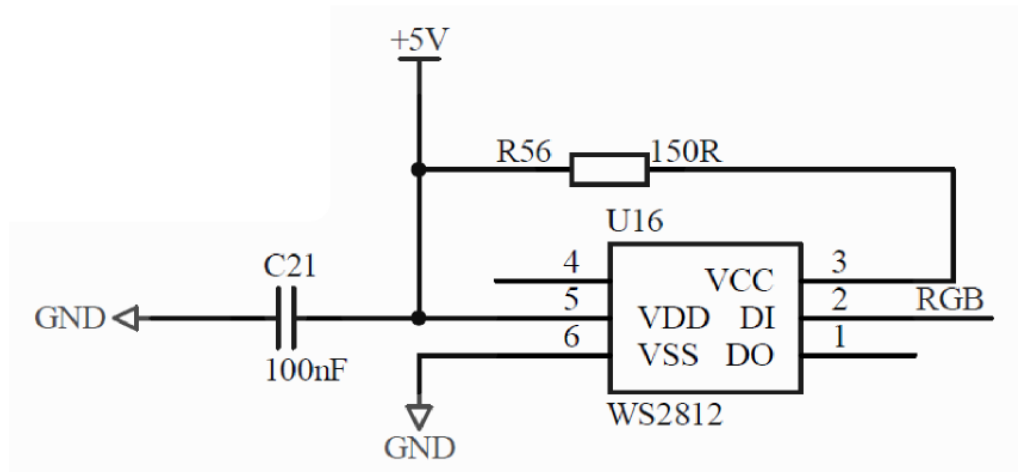 +5V
R56 150R
U16
4 VCC 3
C21
5 VDD DI 2 RGB
GND
6 VSS DO 1
100nF
WS2812
GND